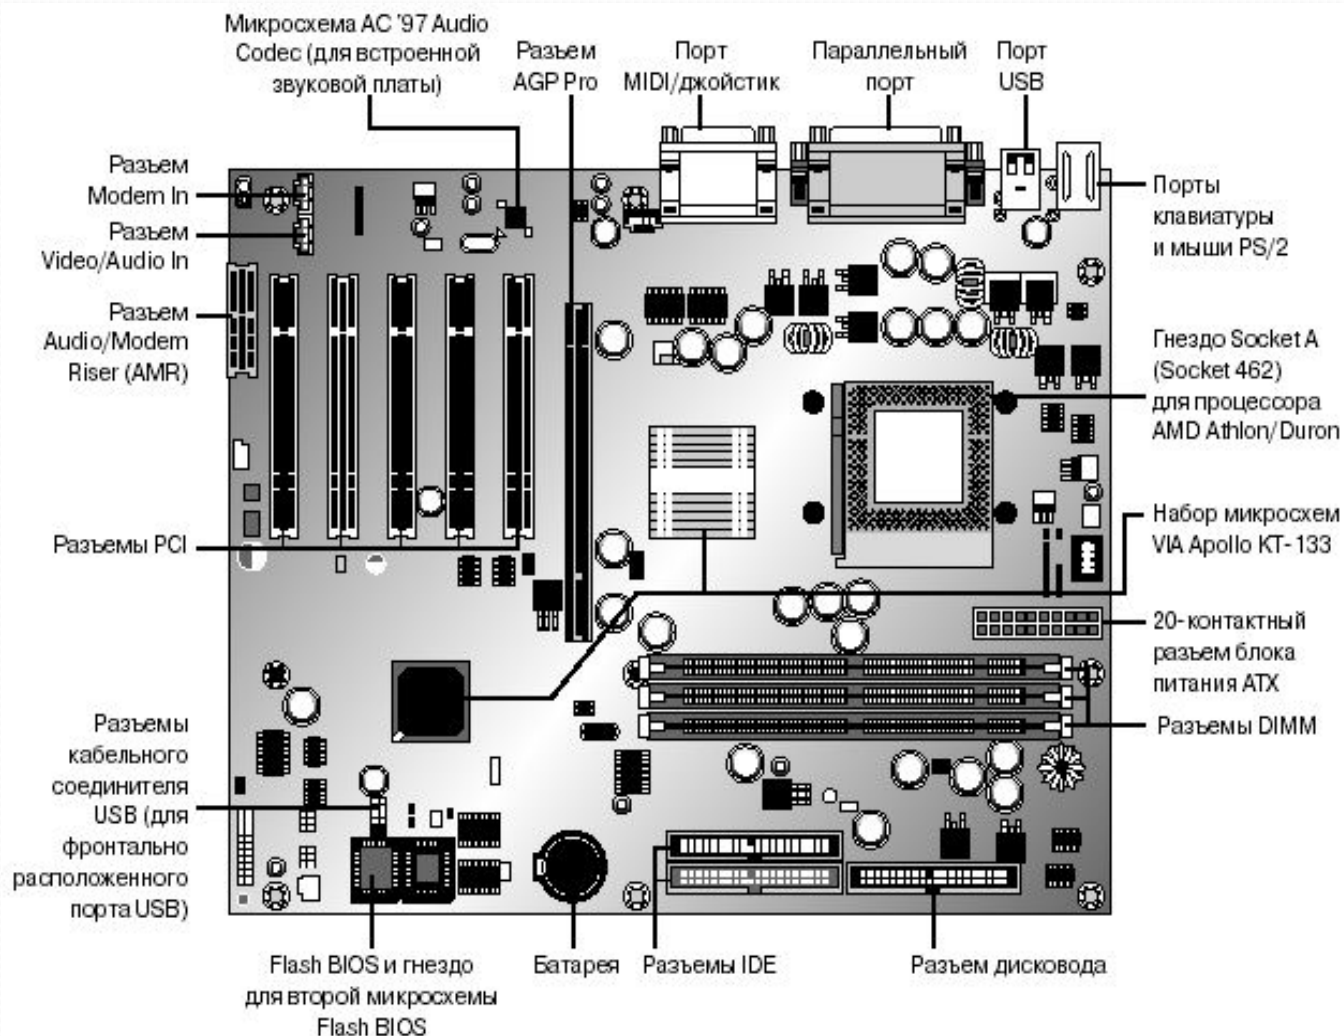 Микросхема AC '97 Audio
Codec (для встроенной
звуковой платы)
Разъем
AGP Pro
Порт
MIDI/джойстик
Параллельный
порт
Порт
USB
Разъем
Modem In
Разъем
Video/Audio In
Разъем
Audio/Modem
Riser (AMR)
Разъемы PCI
Разъемы
кабельного
соединителя
USB (для
фронтально
расположенного
порта USB)
Порты
клавиатуры
и мыши PS/2
Гнездо Socket A
(Socket 462)
для процессора
AMD Athlon/Duron
Набор микросхем
VIA Apollo KT-133
20-контактный
разъем блока
питания ATX
Разъемы DIMM
Flash BIOS и гнездо
для второй микросхемы
Flash BIOS
Батарея
Разъемы IDE
Разъем дисковода